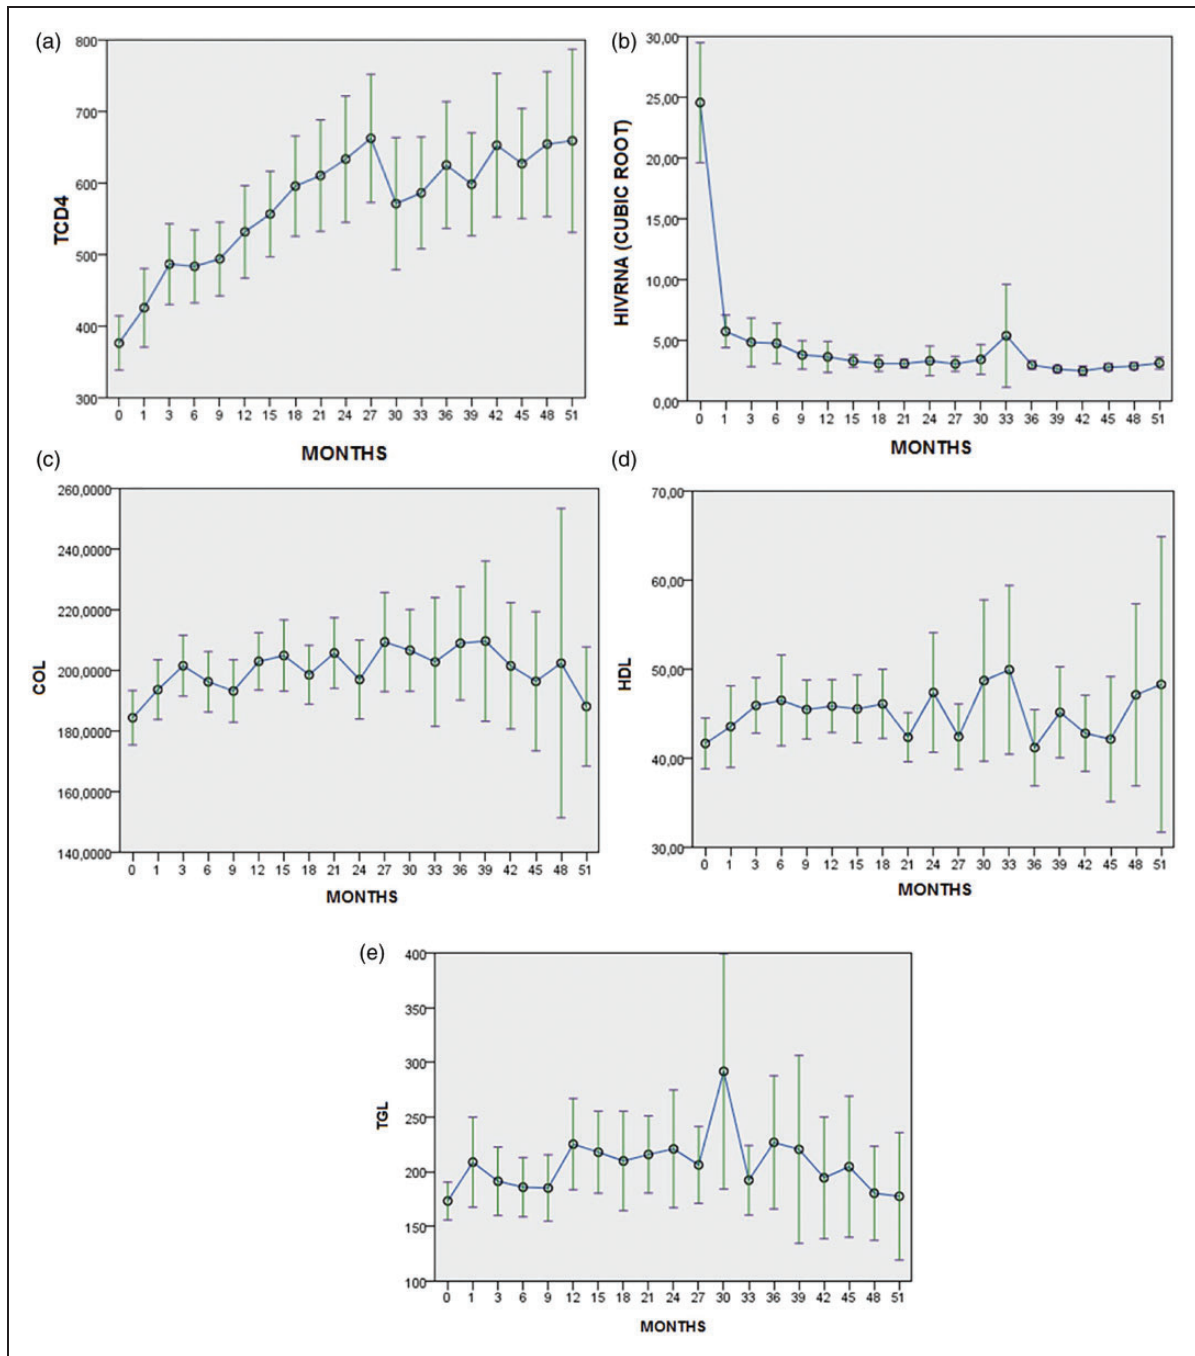 (a)
800
700
600
500
400
300
TCD4
0 1 3 6 9 12 15 18 21 24 27 30 33 36 39 42 45 48 51
MONTHS
(b)
30,00
25,00
20,00
15,00
10,00
5,00
0,00
HIVRNA (CUBIC ROOT)
0 1 3 6 9 12 15 18 21 24 27 30 33 36 39 42 45 48 51
MONTHS
(c)
260,0000
240,0000
220,0000
200,0000
180,0000
160,0000
140,0000
COL
0 1 3 6 9 12 15 18 21 24 27 30 33 36 39 42 45 48 51
MONTHS
(d)
70,00
60,00
50,00
40,00
30,00
HDL
0 1 3 6 9 12 15 18 21 24 27 30 33 36 39 42 45 48 51
MONTHS
(e)
400
350
300
250
200
150
100
TGL
0 1 3 6 9 12 15 18 21 24 27 30 33 36 39 42 45 48 51
MONTHS